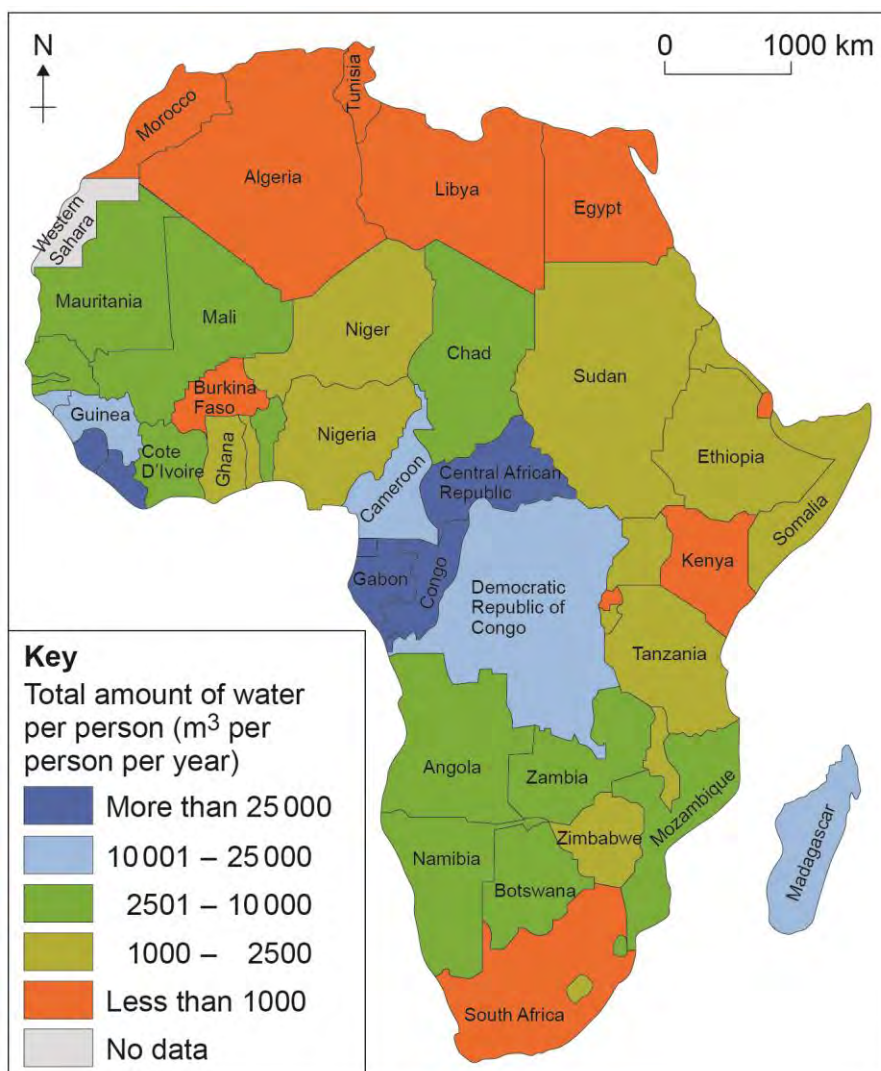 N
0 1000 km
Tunisia
Morocco
Algeria
Libya
Egypt
Western
Sahara
Mauritania
Mali
Niger
Chad
Sudan
Burkina
Faso
Guinea
Nigeria
Cote
D'Ivoire
Ghana
Cameroon
Central African
Republic
Ethiopia
Somalia
Gabon
Congo
Democratic
Republic of
Congo
Kenya
Tanzania
Angola
Zambia
Mozambique
Zimbabwe
Namibia
Botswana
Madagascar
South Africa
Key
Total amount of water
per person (m³ per
person per year)
More than 25 000
10 001 – 25 000
2501 – 10 000
1000 – 2500
Less than 1000
No data